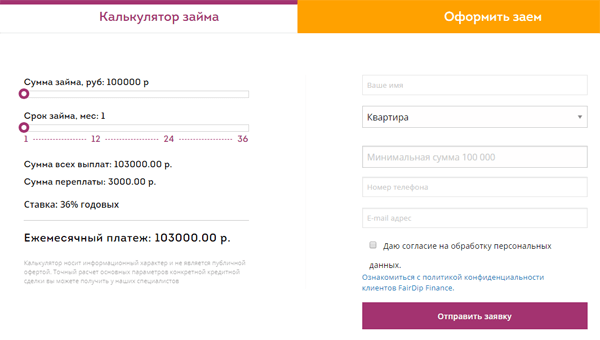 Калькулятор займа
Сумма займа, руб: 100000 р
Срок займа, мес: 1
1 12 24 36
Сумма всех выплат: 103000.00 р.
Сумма переплаты: 3000.00 р.
Ставка: 36% годовых
Ежемесячный платеж: 103000.00 р.
Калькулятор носит информационный характер и не является публичной
офертой. Точный расчет основных параметров конкретной кредитной
сделки вы можете получить у наших специалистов
Оформить заем
Ваше имя
Квартира
Минимальная сумма 100 000
Номер телефона
E-mail адрес
Даю согласие на обработку персональных
данных.
Ознакомиться с политикой конфиденциальности
клиентов FairDip Finance.
Отправить заявку